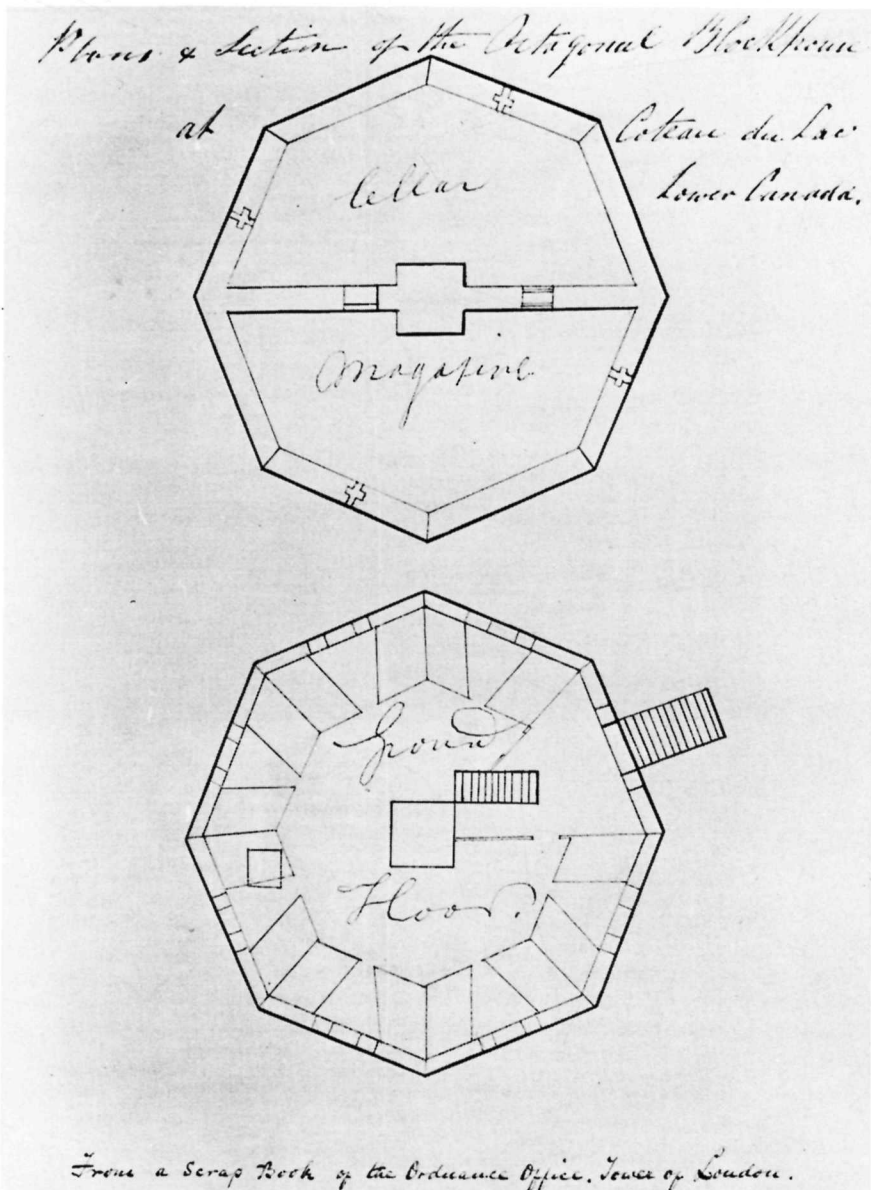 Plans & Section of the Octagonal Blockhouse
at Coteau du Lac
Lower Canada.
Cellar
Magazine
Ground
Floor.
From a Scrap Book of the Ordnance Office. Tower of London.